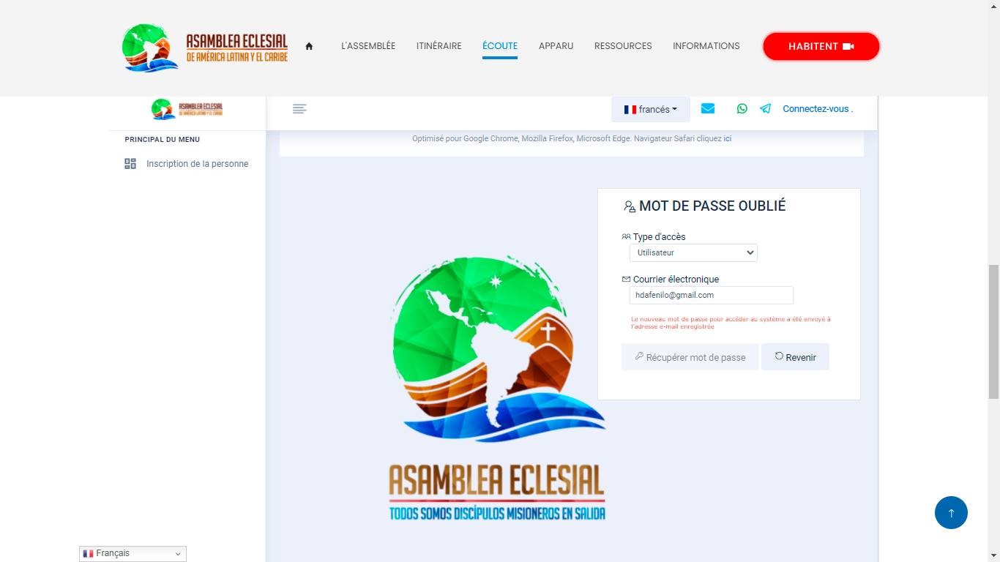 ASAMBLEA ECLESIAL
DE AMÉRICA LATINA Y EL CARIBE
L'ASSEMBLÉE
ITINÉRAIRE
ÉCOUTE
APPARU
RESSOURCES
INFORMATIONS
HABITENT
ASAMBLEA ECLESIAL
DE AMÉRICA LATINA Y EL CARIBE
francés
Connectez-vous .
PRINCIPAL DU MENU
Inscription de la personne
Optimisé pour Google Chrome, Mozilla Firefox, Microsoft Edge. Navigateur Safari cliquez ici
MOT DE PASSE OUBLIÉ
Type d'accès
Utilisateur
Courrier électronique
hdafenilo@gmail.com
Le nouveau mot de passe pour accéder au système a été envoyé à
l'adresse e-mail enregistrée
Récupérer mot de passe
Revenir
ASAMBLEA ECLESIAL
TODOS SOMOS DISCÍPULOS MISIONEROS EN SALIDA
Français